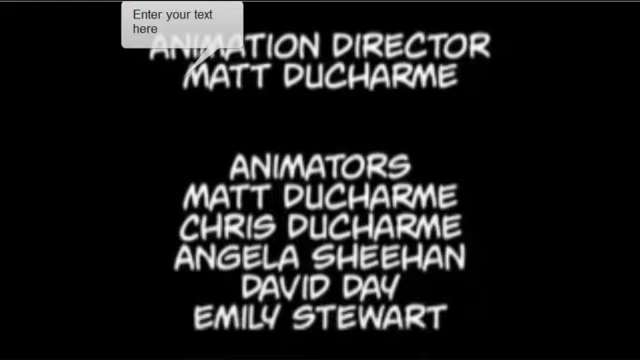 Enter your text
here
ANIMATION DIRECTOR
MATT DUCHARME
ANIMATORS
MATT DUCHARME
CHRIS DUCHARME
ANGELA SHEEHAN
DAVID DAY
EMILY STEWART